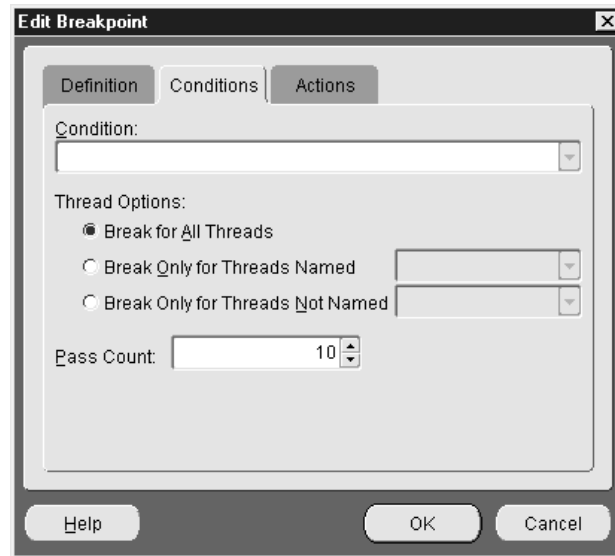 Edit Breakpoint
Definition Conditions Actions
Condition:
Thread Options:
Break for All Threads
Break Only for Threads Named
Break Only for Threads Not Named
Pass Count: 10
Help OK Cancel